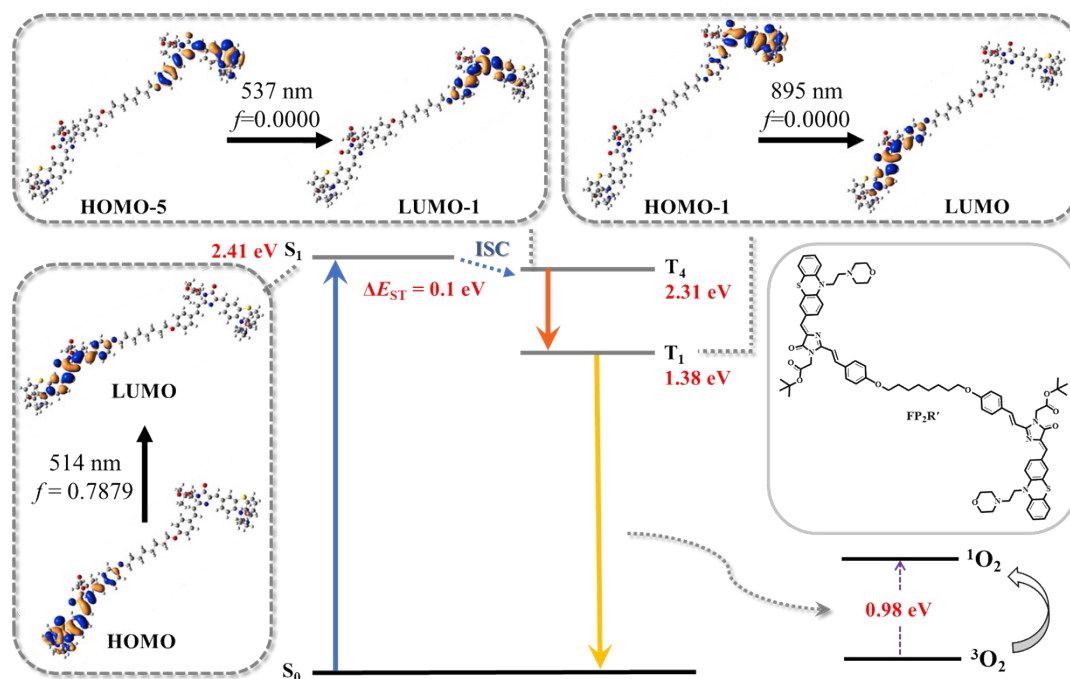 537 nm
f=0.0000
HOMO-5
LUMO-1
895 nm
f=0.0000
HOMO-1
LUMO
2.41 eV
S₁
ISC
ΔE_ST = 0.1 eV
T₄
2.31 eV
T₁
1.38 eV
LUMO
514 nm
f = 0.7879
HOMO
S₀
S
N
N
O
O
N
N
O
O
O
O
FP₂R′
O
O
O
N
N
O
N
S
N
O
¹O₂
0.98 eV
³O₂